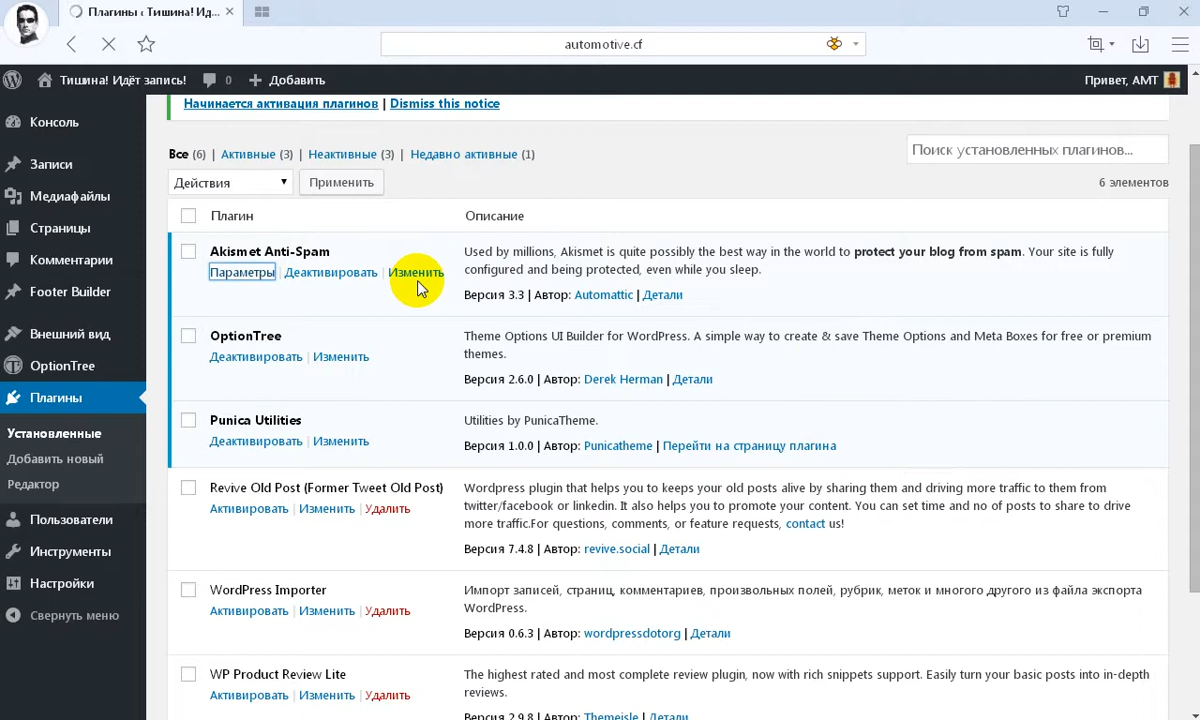 Плагины ‹ Тишина! Ид...
automotive.cf
Тишина! Идёт запись! 0 Добавить Привет, AMT
Начинается активация плагинов | Dismiss this notice
Консоль
Записи
Медиафайлы
Страницы
Комментарии
Footer Builder
Внешний вид
OptionTree
Плагины
Установленные
Добавить новый
Редактор
Пользователи
Инструменты
Настройки
Свернуть меню
Все (6) | Активные (3) | Неактивные (3) | Недавно активные (1)
Поиск установленных плагинов...
Действия Применить
6 элементов
Плагин Описание
Akismet Anti-Spam
Параметры | Деактивировать | Изменить
Used by millions, Akismet is quite possibly the best way in the world to protect your blog from spam. Your site is fully
configured and being protected, even while you sleep.
Версия 3.3 | Автор: Automattic | Детали
OptionTree
Деактивировать | Изменить
Theme Options UI Builder for WordPress. A simple way to create & save Theme Options and Meta Boxes for free or premium
themes.
Версия 2.6.0 | Автор: Derek Herman | Детали
Punica Utilities
Деактивировать | Изменить
Utilities by PunicaTheme.
Версия 1.0.0 | Автор: Punicatheme | Перейти на страницу плагина
Revive Old Post (Former Tweet Old Post)
Активировать | Изменить | Удалить
Wordpress plugin that helps you to keeps your old posts alive by sharing them and driving more traffic to them from
twitter/facebook or linkedin. It also helps you to promote your content. You can set time and no of posts to share to drive
more traffic.For questions, comments, or feature requests, contact us!
Версия 7.4.8 | Автор: revive.social | Детали
WordPress Importer
Активировать | Изменить | Удалить
Импорт записей, страниц, комментариев, произвольных полей, рубрик, меток и многого другого из файла экспорта
WordPress.
Версия 0.6.3 | Автор: wordpressdotorg | Детали
WP Product Review Lite
Активировать | Изменить | Удалить
The highest rated and most complete review plugin, now with rich snippets support. Easily turn your basic posts into in-depth
reviews.
Версия 2.9.8 | Автор: Themeisle | Детали